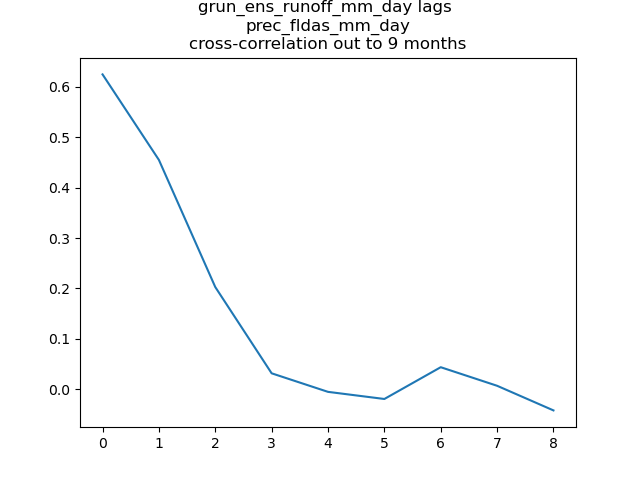 grun_ens_runoff_mm_day lags
prec_fldas_mm_day
cross-correlation out to 9 months
0.6
0.5
0.4
0.3
0.2
0.1
0.0
0 1 2 3 4 5 6 7 8